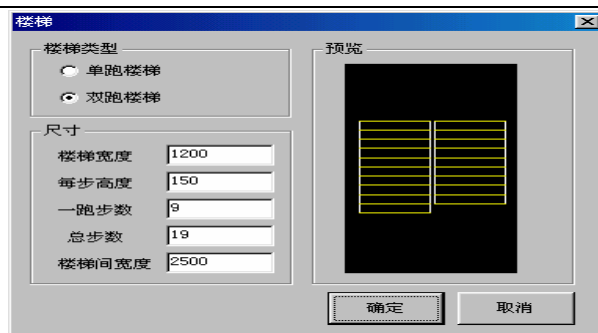 楼梯
楼梯类型
单跑楼梯
双跑楼梯
尺寸
楼梯宽度 1200
每步高度 150
一跑步数 9
总步数 19
楼梯间宽度 2500
预览
确定 取消